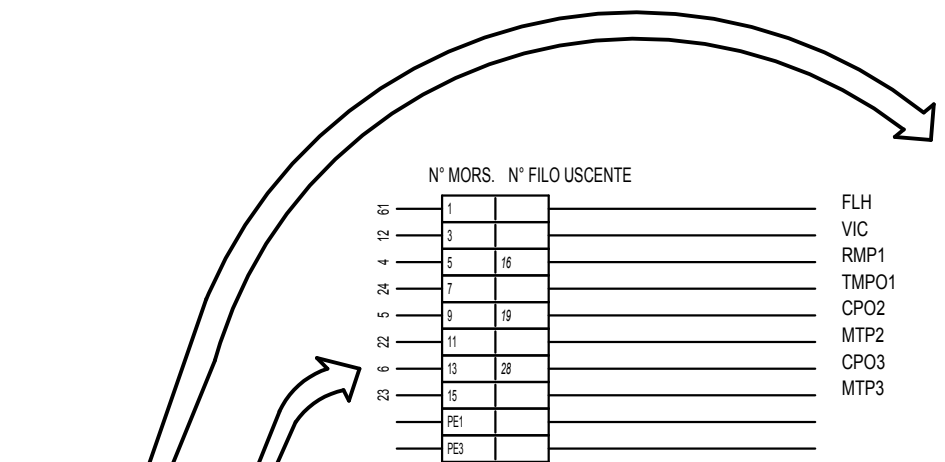 N° MORS. N° FILO USCENTE
61 1 FLH
12 3 VIC
4 5 16 RMP1
24 7 TMPO1
5 9 19 CPO2
22 11 MTP2
6 13 28 CPO3
23 15 MTP3
PE1
PE3